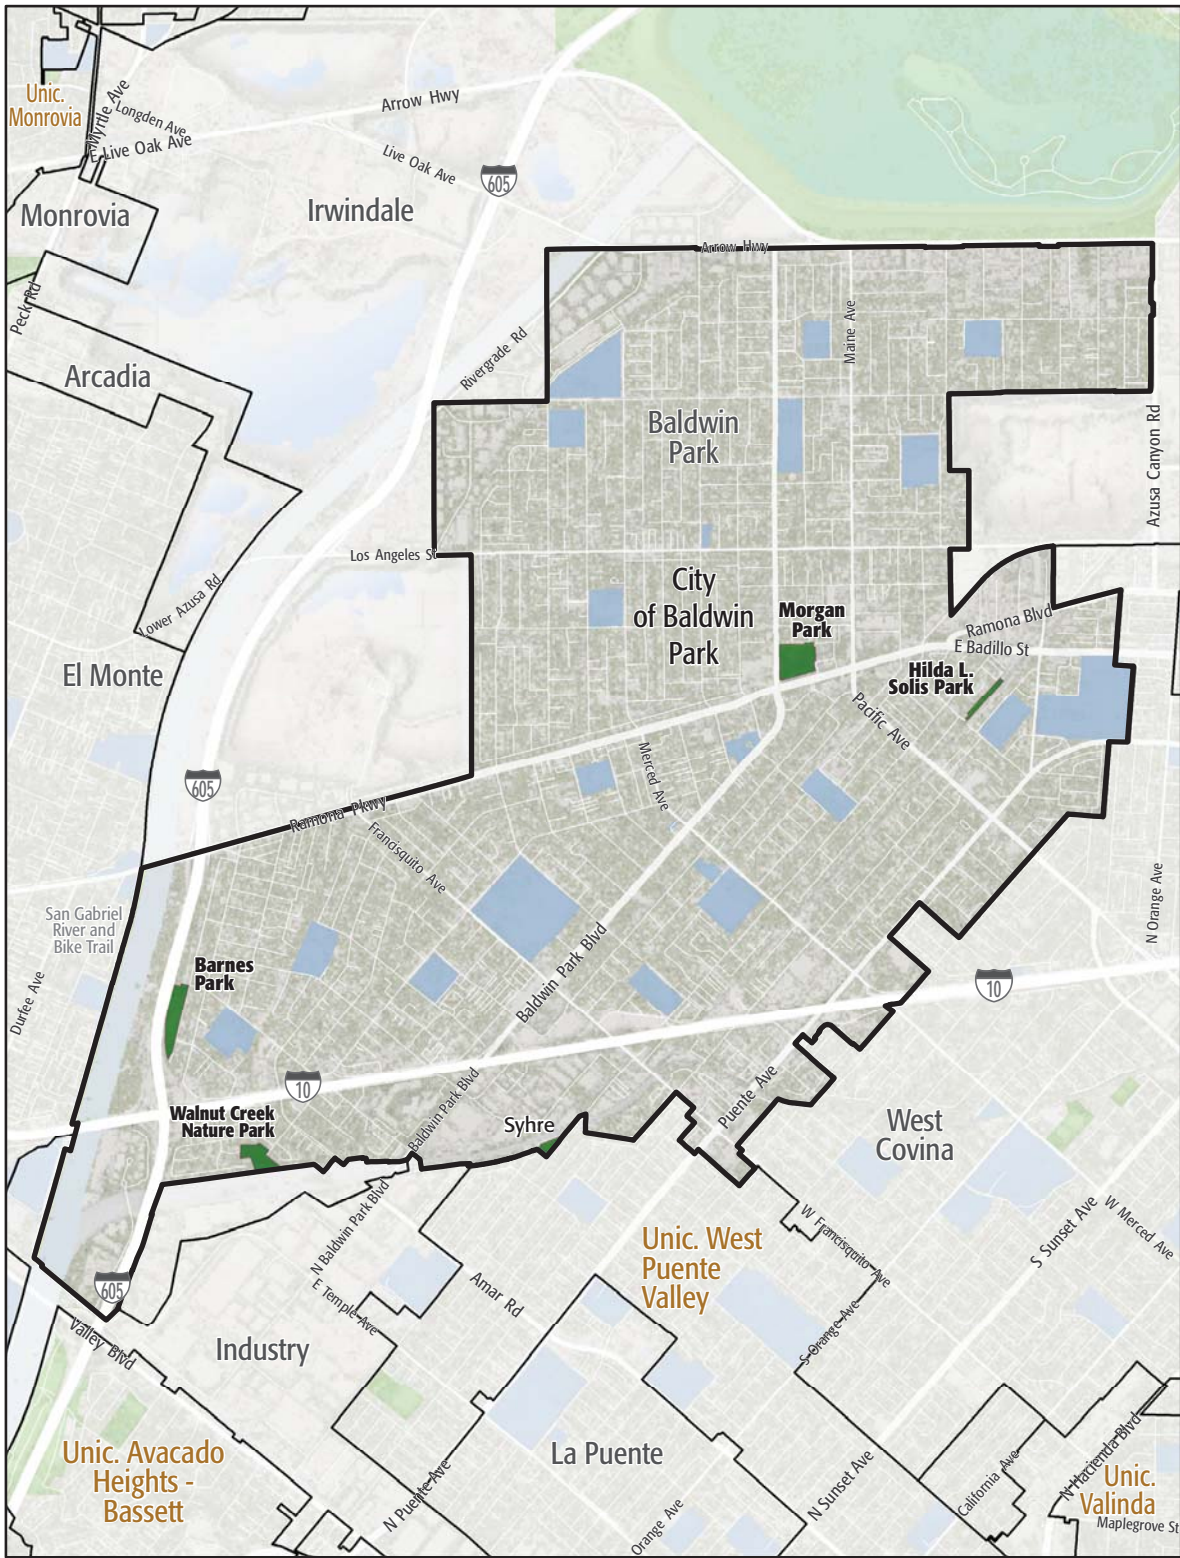 Unic.
Monrovia
Myrtle Ave
Longden Ave
E Live Oak Ave
Arrow Hwy
Live Oak Ave
605
Monrovia
Irwindale
Arrow Hwy
Peck Rd
Maine Ave
Rivergrade Rd
Arcadia
Baldwin
Park
Azusa Canyon Rd
Los Angeles St
Lower Azusa Rd
City
of Baldwin
Park
Morgan
Park
Ramona Blvd
E Badillo St
El Monte
Hilda L.
Solis Park
Pacific Ave
Merced Ave
605
Ramona Pkwy
Francisquito Ave
San Gabriel
River and
Bike Trail
N Orange Ave
Barnes
Park
Durfee Ave
Baldwin Park Blvd
10
10
Walnut Creek
Nature Park
Baldwin Park Blvd
Syhre
Puente Ave
West
Covina
N Baldwin Park Blvd
W Francisquito Ave
S Sunset Ave
W Merced Ave
Unic. West
Puente
Valley
605
E Temple Ave
Amar Rd
S Orange Ave
Valley Blvd
Industry
Unic. Avacado
Heights -
Bassett
La Puente
N Puente Ave
Orange Ave
N Sunset Ave
California Ave
N Hacienda Blvd
Unic.
Valinda
Maplegrove St